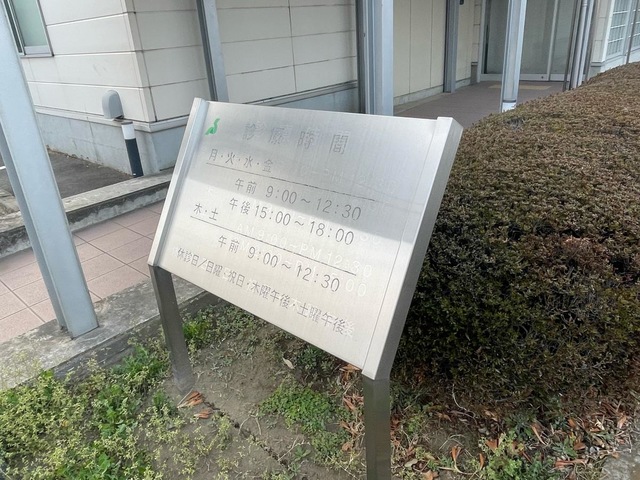 診療時間
月・火・水・金
午前 9:00～12:30
午後 15:00～18:00
木・土
午前 9:00～12:30
休診日/日曜・祝日・木曜午後・土曜午後